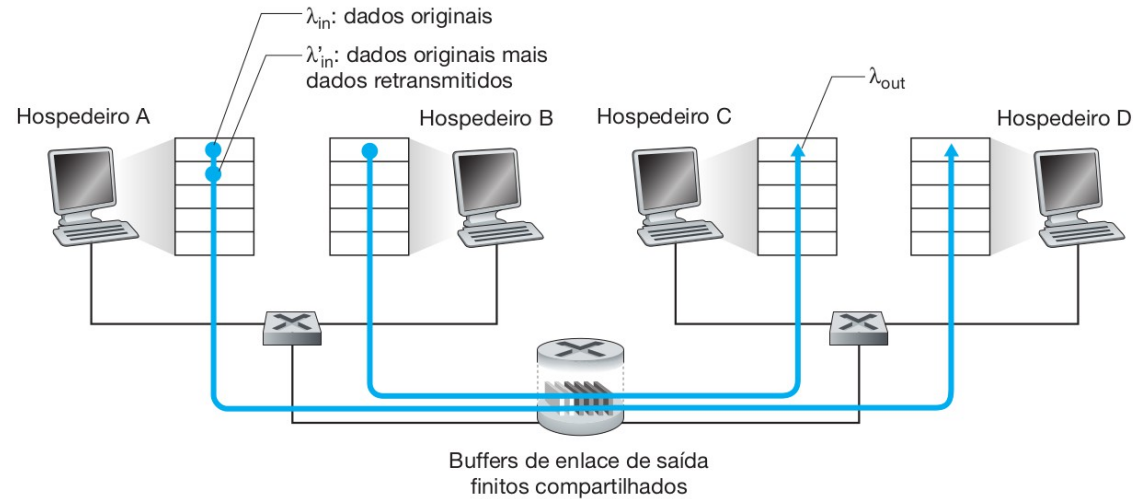 λin: dados originais
λ'in: dados originais mais
dados retransmitidos
λout
Hospedeiro A
Hospedeiro B
Hospedeiro C
Hospedeiro D
Buffers de enlace de saída
finitos compartilhados